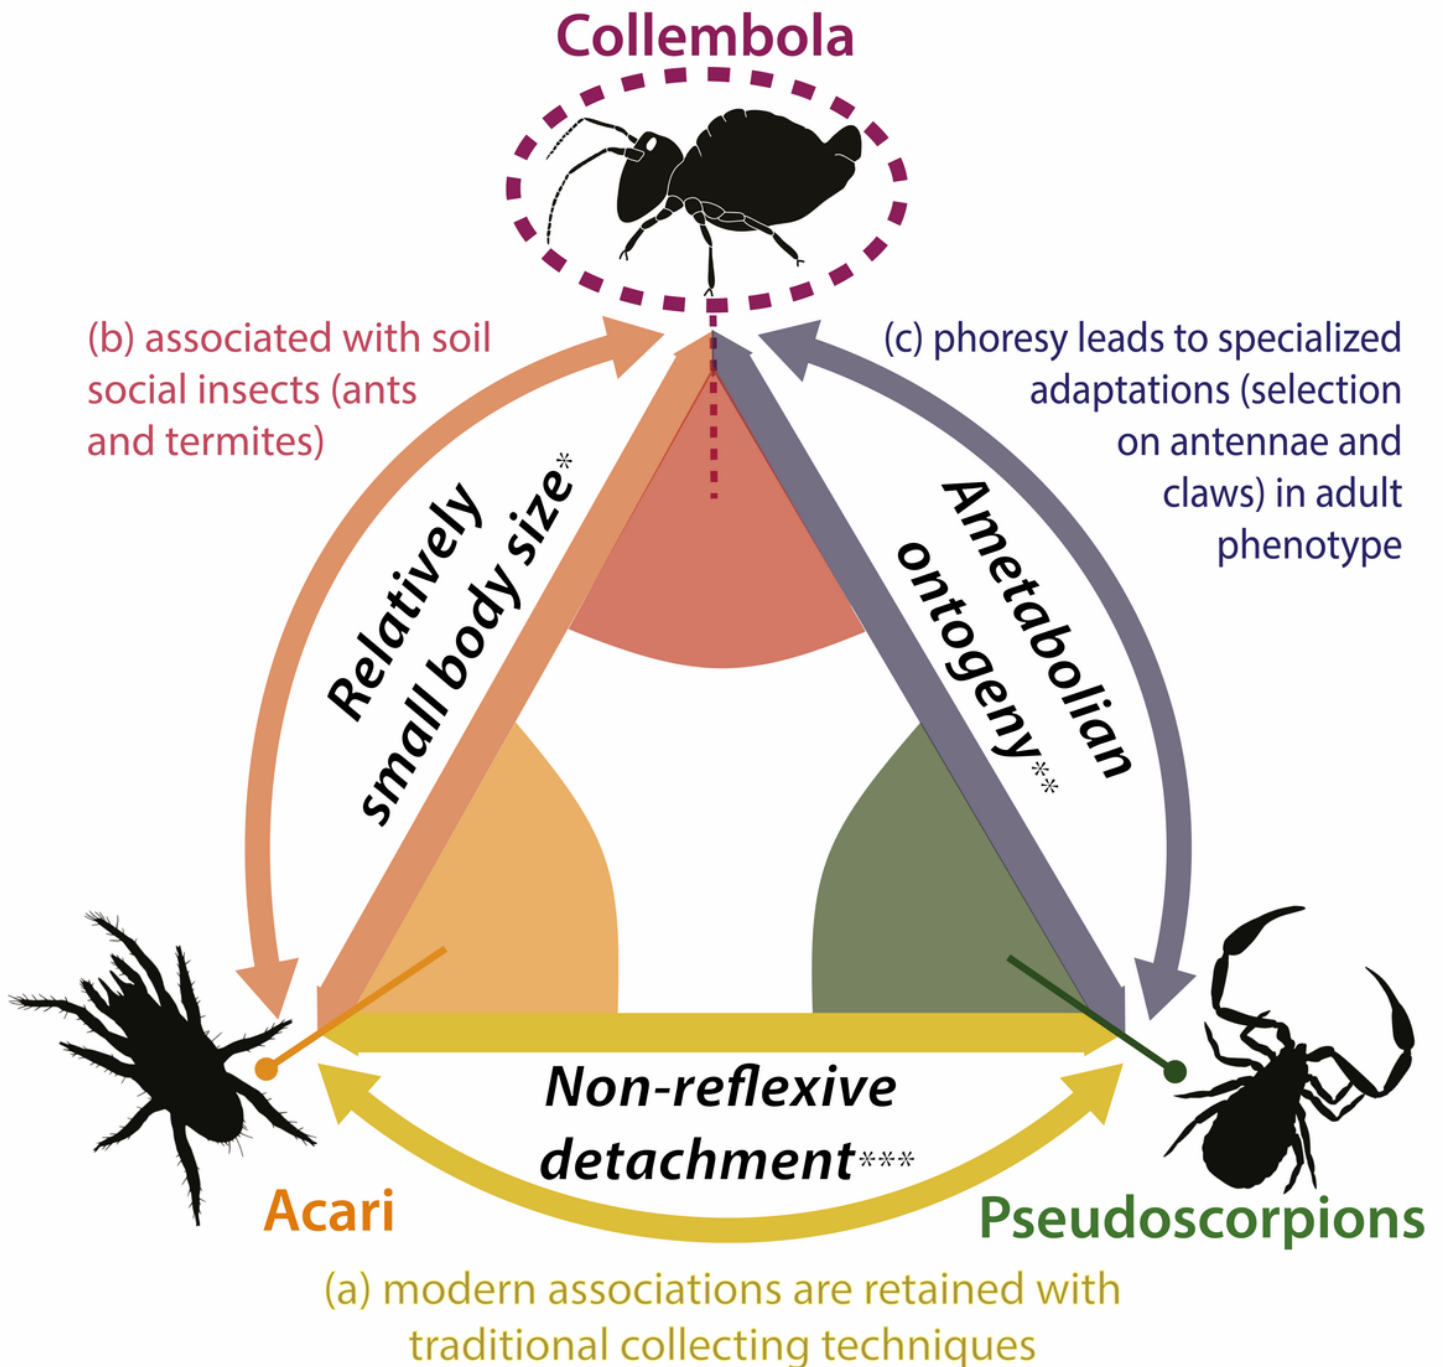 Collembola
(b) associated with soil
social insects (ants
and termites)
(c) phoresy leads to specialized
adaptations (selection
on antennae and
claws) in adult
phenotype
Relatively
small body size*
Ametabolian
ontogeny**
Non-reflexive
detachment***
Acari
Pseudoscorpions
(a) modern associations are retained with
traditional collecting techniques